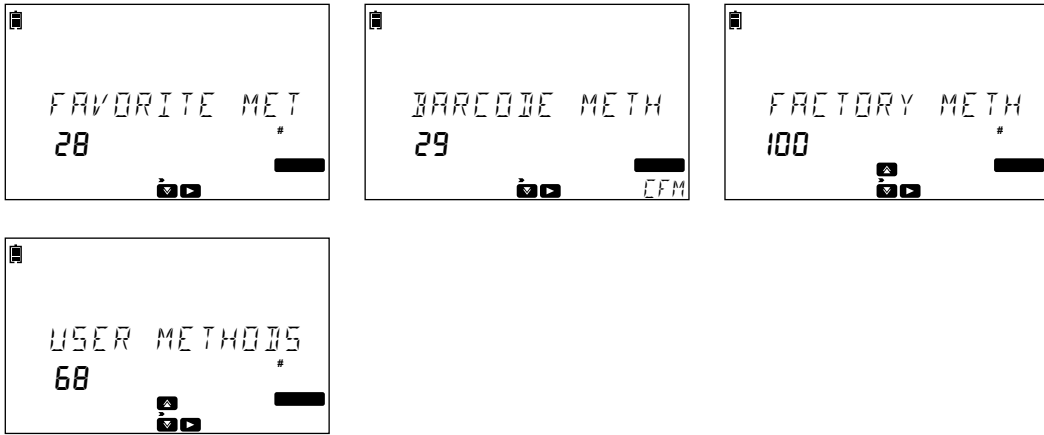 FAVORITE MET
#
28
BARCODE METH
29
CFM
FACTORY METH
#
100
USER METHODS
#
68